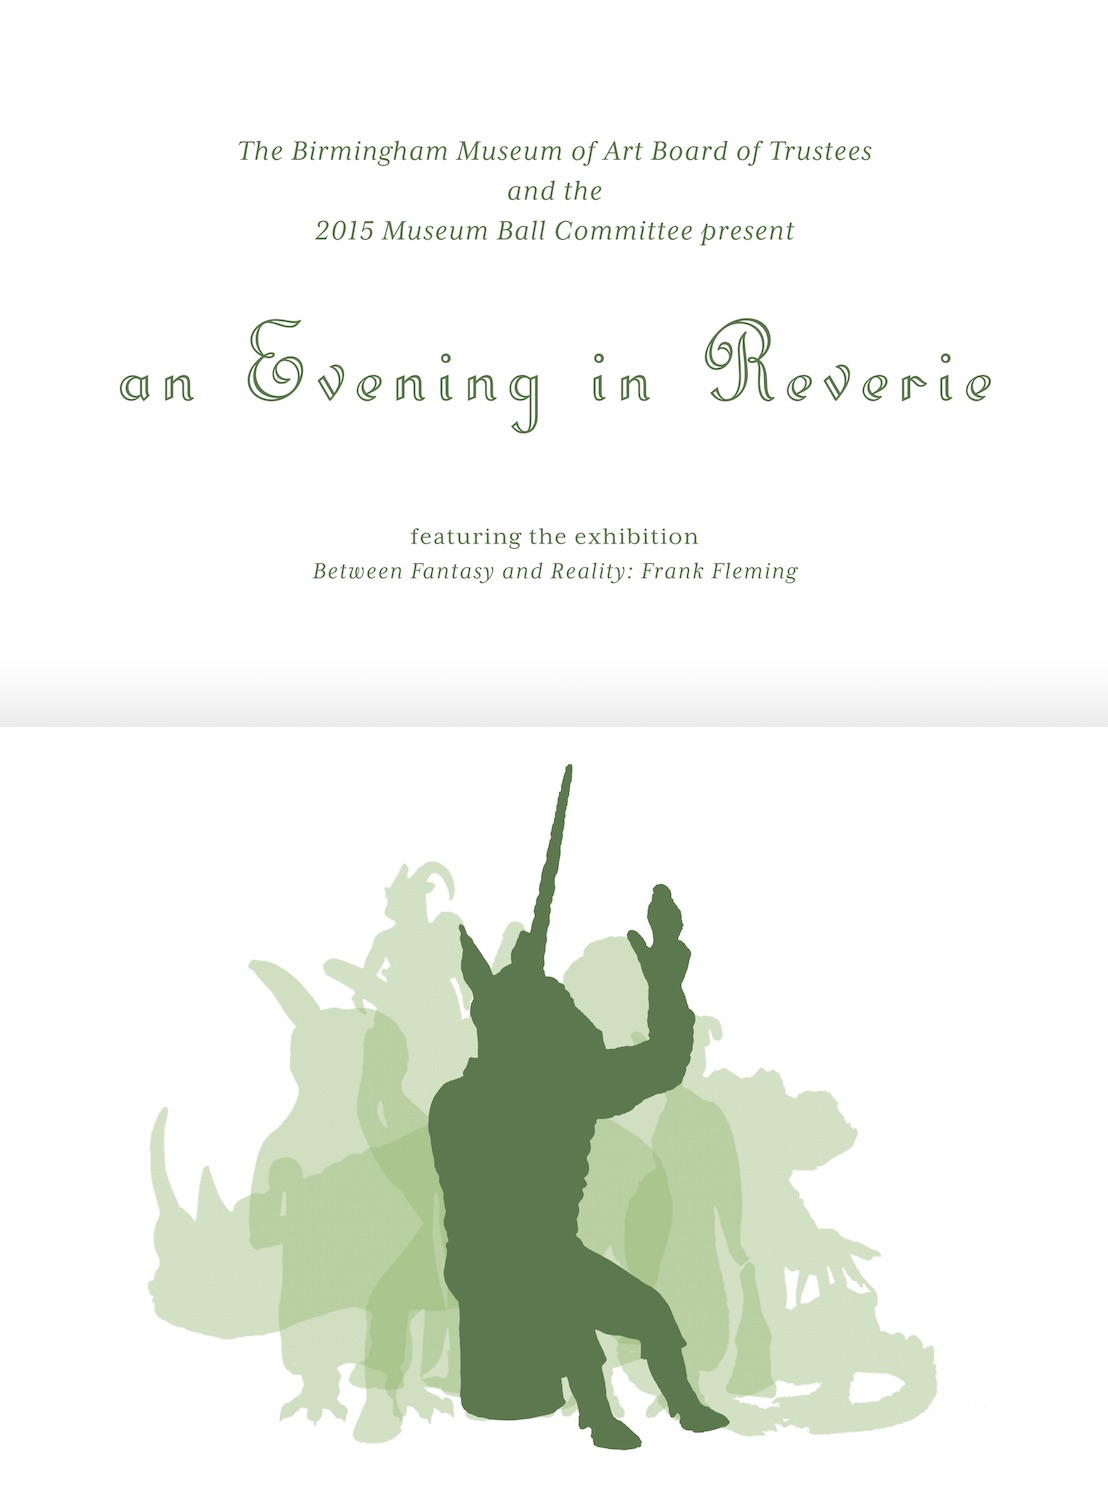 The Birmingham Museum of Art Board of Trustees
and the
2015 Museum Ball Committee present
an Evening in Reverie
featuring the exhibition
Between Fantasy and Reality: Frank Fleming